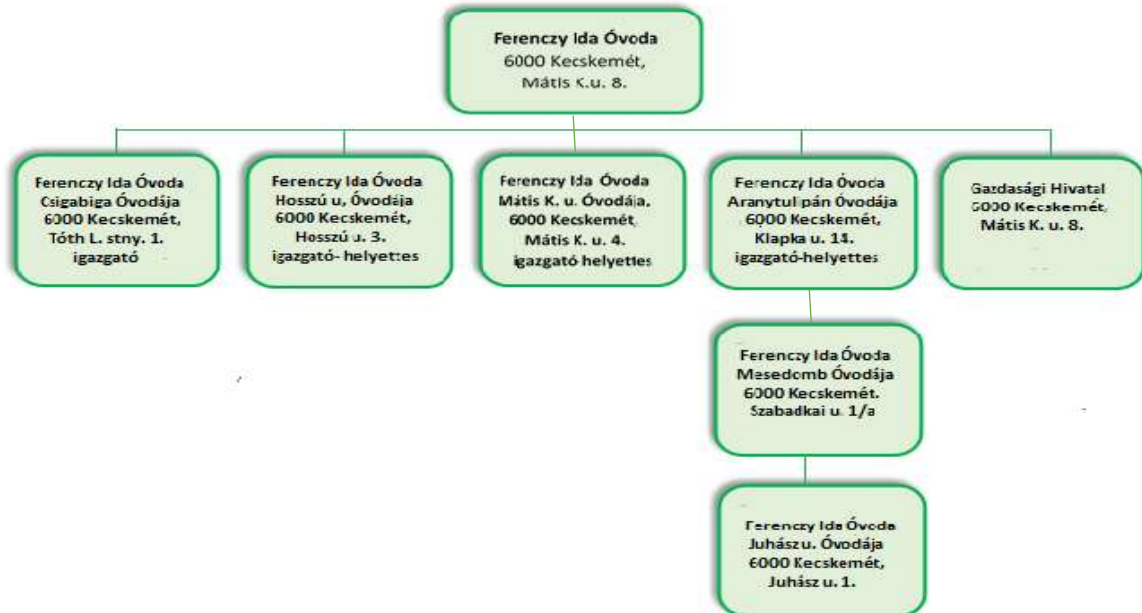 Ferenczy Ida Óvoda
6000 Kecskemét,
Mátis K.u. 8.
Ferenczy Ida Óvoda
Csigabiga Óvodája
6000 Kecskemét,
Tóth L. stny. 1.
igazgató
Ferenczy Ida Óvoda
Hosszú u, Óvodája
6000 Kecskemét,
Hosszú u. 3.
igazgató- helyettes
Ferenczy Ida Óvoda
Mátis K. u. Óvodája,
6000 Kecskemét,
Mátis K. u. 4.
igazgató helyettes
Ferenczy Ida Óvoda
Aranytulipán Óvodája
6000 Kecskemét,
Klapka u.
igazgató-helyettes
Gazdasági Hivatal
6000 Kecskemét,
Mátis K. u. 8.
Ferenczy Ida Óvoda
Mesedomb Óvodája
6000 Kecskemét.
Szabadkai u. 1/a
Ferenczy Ida Óvoda
Juhász u. Óvodája
6000 Kecskemét,
Juhász u. 1.